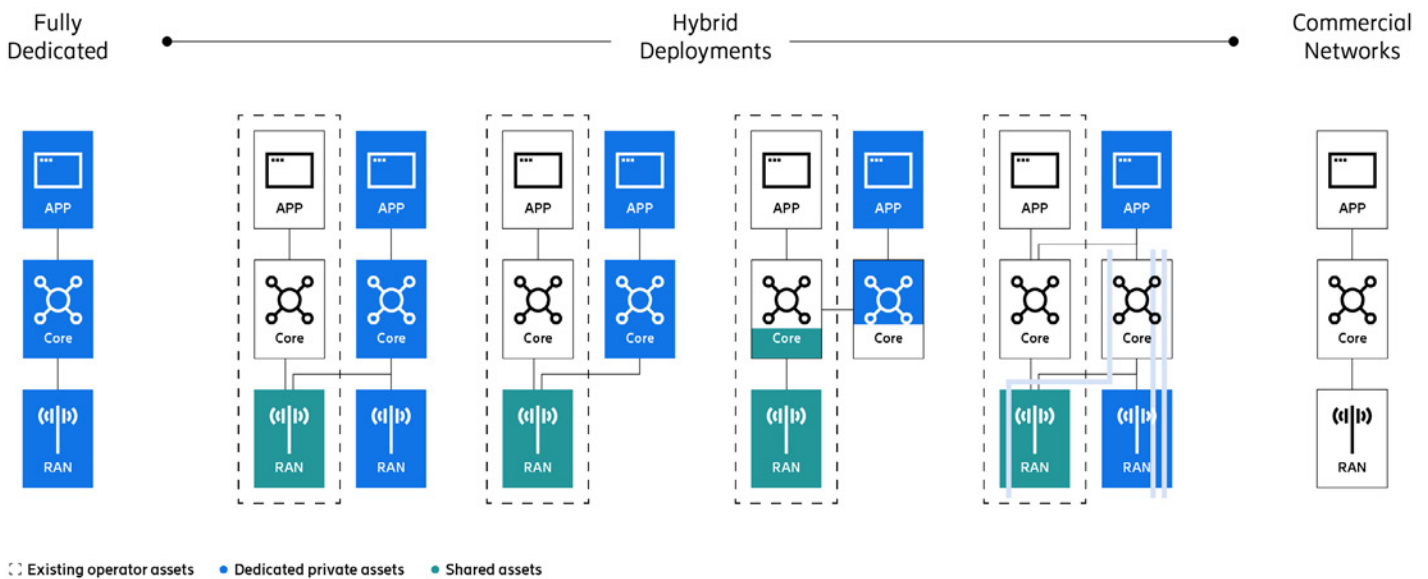 Fully
Dedicated
Hybrid
Deployments
Commercial
Networks
APP
APP
APP
APP
APP
APP
APP
APP
APP
APP
Core
Core
Core
Core
Core
Core
Core
Core
Core
Core
RAN
RAN
RAN
RAN
RAN
RAN
RAN
RAN
Existing operator assets
Dedicated private assets
Shared assets